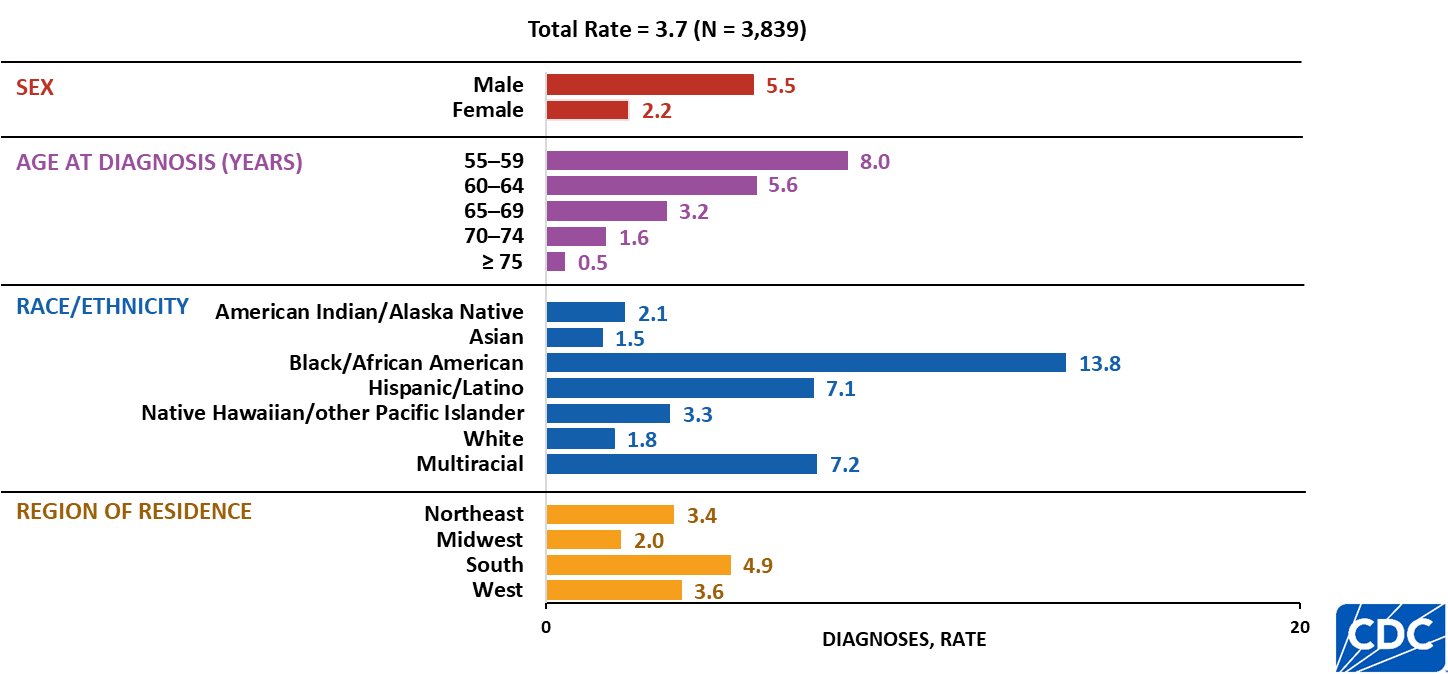 Total Rate = 3.7 (N = 3,839)
SEX
Male 5.5
Female 2.2
AGE AT DIAGNOSIS (YEARS)
55–59 8.0
60–64 5.6
65–69 3.2
70–74 1.6
≥ 75 0.5
RACE/ETHNICITY
American Indian/Alaska Native 2.1
Asian 1.5
Black/African American 13.8
Hispanic/Latino 7.1
Native Hawaiian/other Pacific Islander 3.3
White 1.8
Multiracial 7.2
REGION OF RESIDENCE
Northeast 3.4
Midwest 2.0
South 4.9
West 3.6
0 20
DIAGNOSES, RATE
CDC